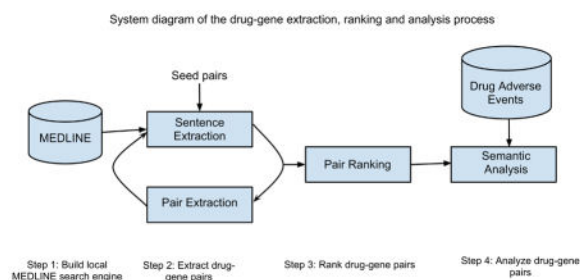 System diagram of the drug-gene extraction, ranking and analysis process
Seed pairs
Drug Adverse
Events
MEDLINE
Sentence
Extraction
Pair Ranking
Semantic
Analysis
Pair Extraction
Step 1: Build local
MEDLINE search engine
Step 2: Extract drug-
gene pairs
Step 3: Rank drug-gene pairs
Step 4: Analyze drug-gene
pairs